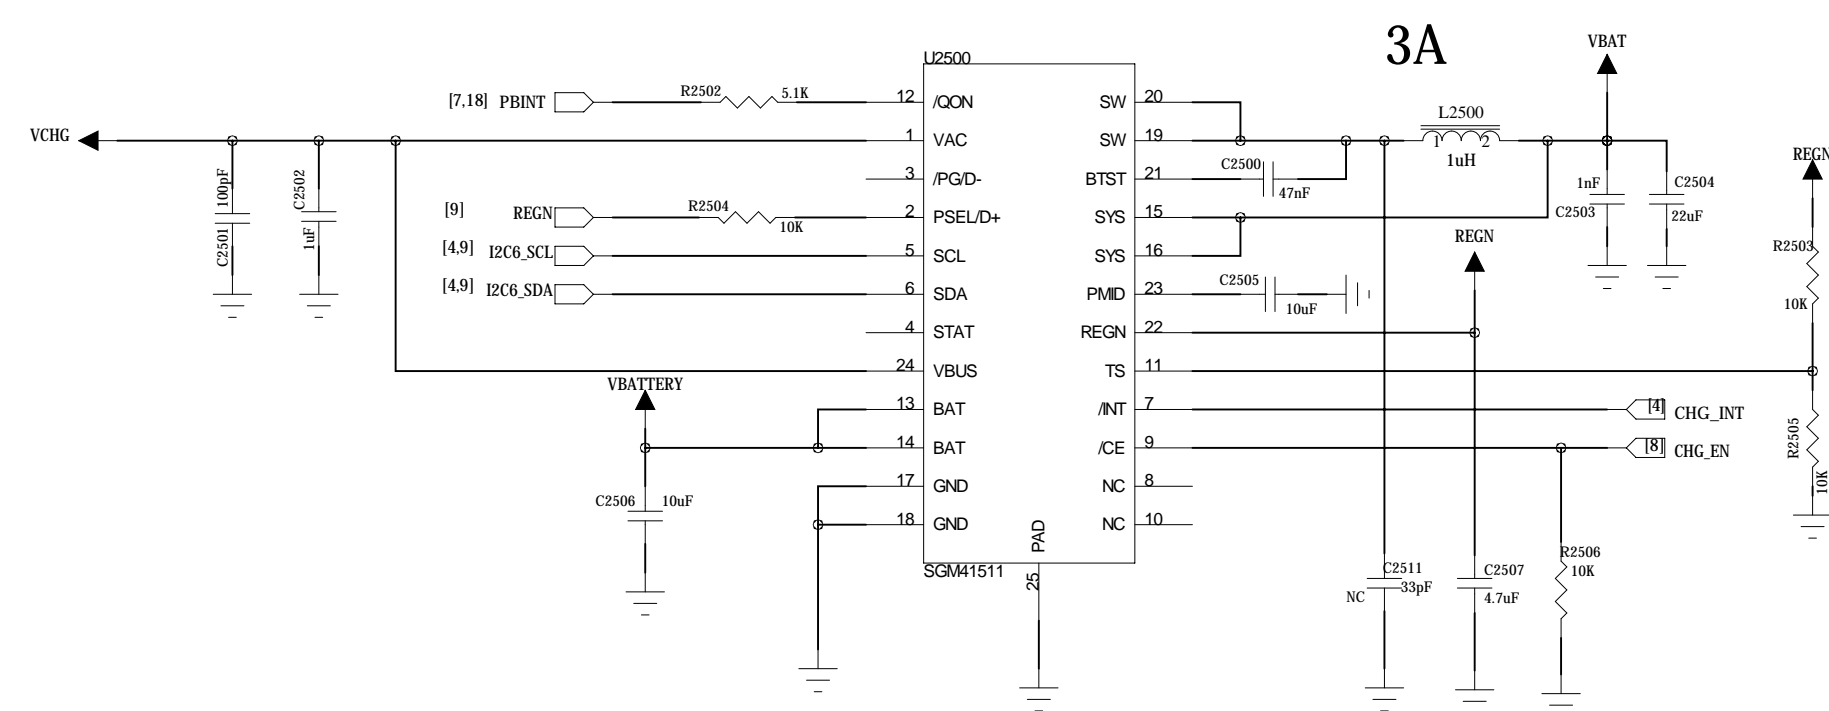 3A
VBAT
U2500
[7,18] PBINT
R2502
5.1K
12
/QON
SW
20
L2500
VCHG
1
VAC
SW
19
1
2
1uH
REGN
100pF
C2501
C2502
1uF
3
/PG/D-
BTST
21
C2500
47nF
1nF
C2503
C2504
22uF
[9]
REGN
R2504
10K
2
PSEL/D+
SYS
15
REGN
R2503
10K
[4,9] I2C6_SCL
5
SCL
SYS
16
[4,9] I2C6_SDA
6
SDA
PMID
23
C2505
10uF
4
STAT
REGN
22
24
VBUS
TS
11
VBATTERY
13
BAT
/INT
7
[4] CHG_INT
14
BAT
/CE
9
[8] CHG_EN
R2505
10K
17
GND
NC
8
C2506
10uF
18
GND
NC
10
PAD
25
SGM41511
C2511
33pF
NC
C2507
4.7uF
R2506
10K